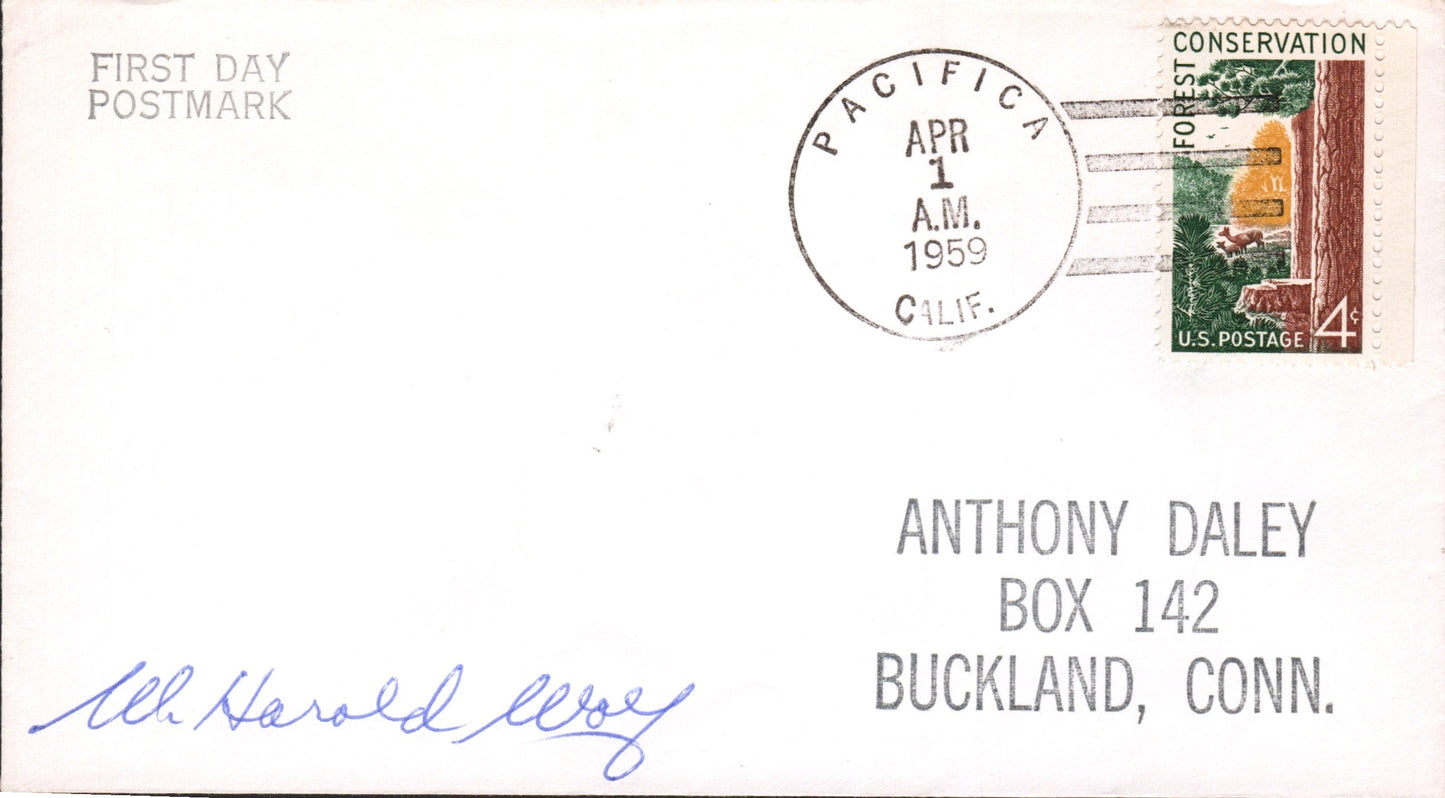 FIRST DAY
POSTMARK
PACIFICA
APR
1
A.M.
1959
CALIF.
FOREST CONSERVATION
U.S. POSTAGE 4¢
ANTHONY DALEY
BOX 142
BUCKLAND, CONN.
Harold